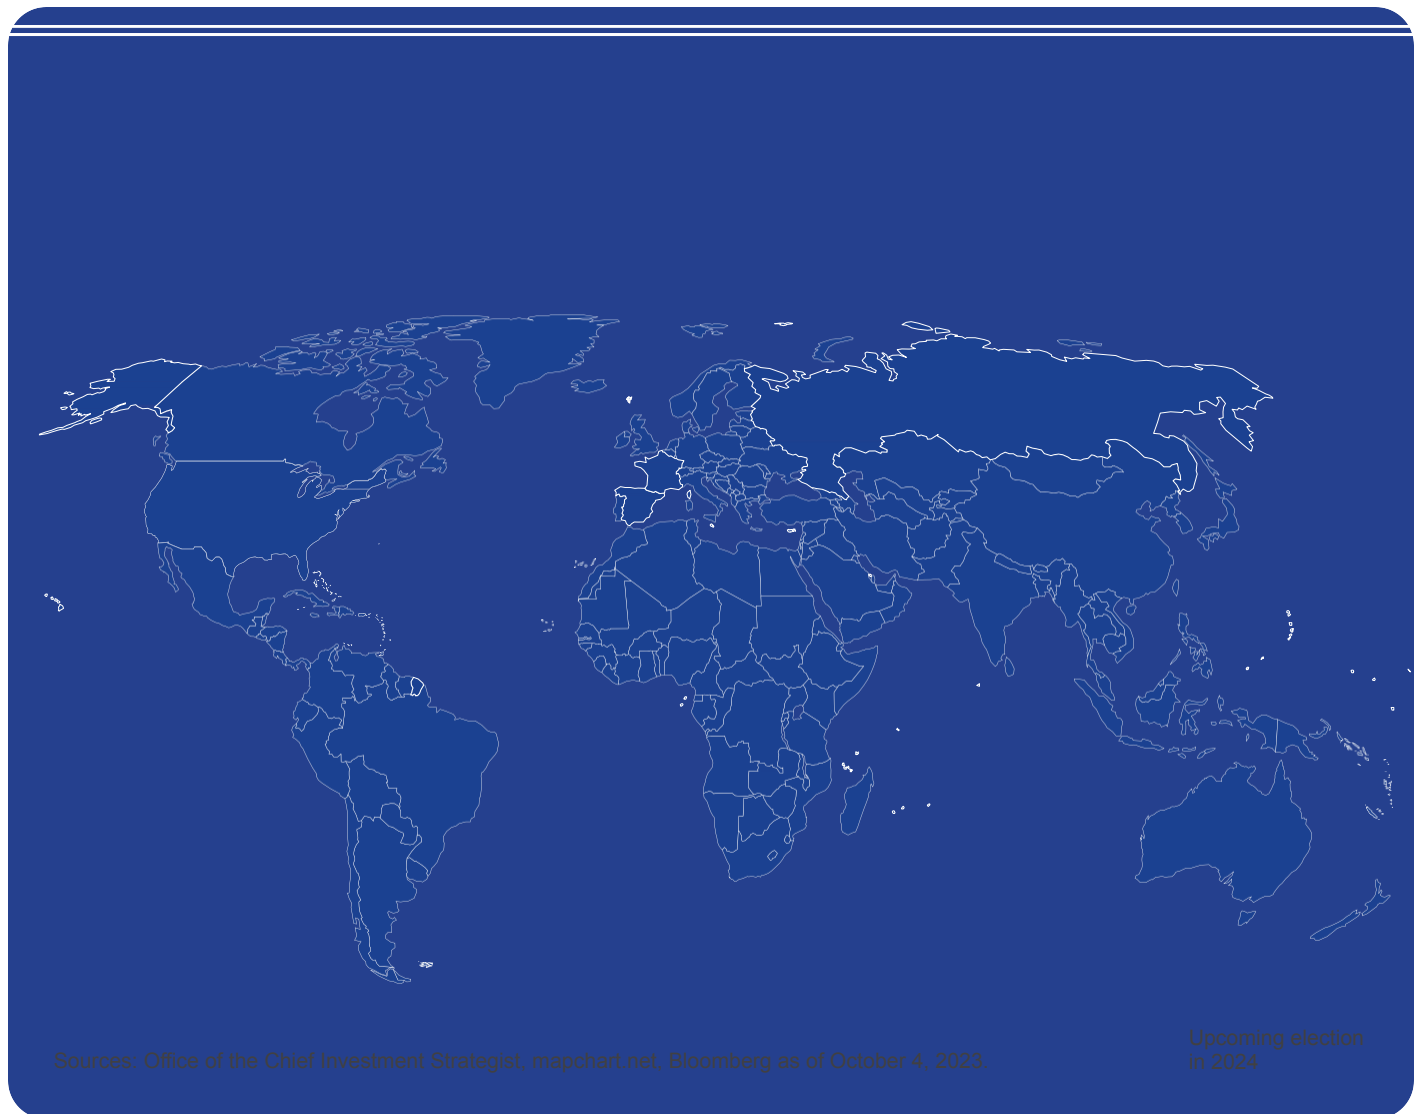 Upcoming election
in 2024
Sources: Office of the Chief Investment Strategist, mapchart.net, Bloomberg as of October 4, 2023.